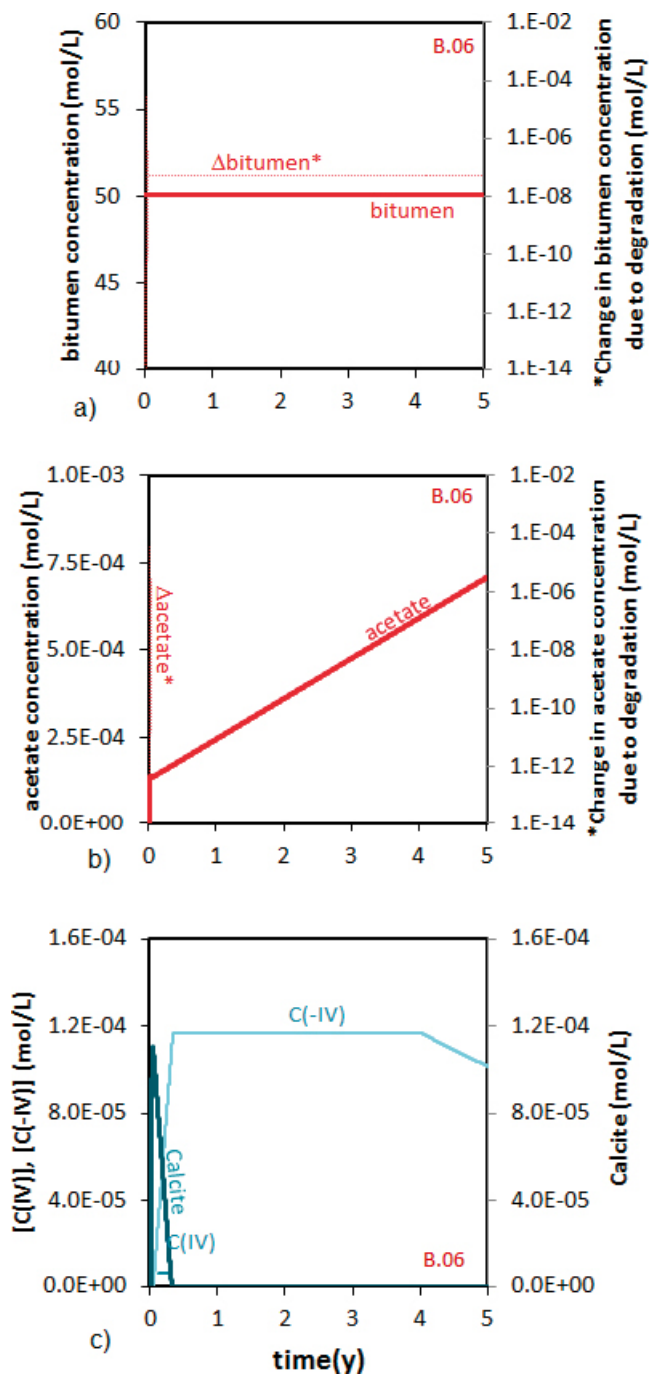 bitumen concentration (mol/L)
60
55
50
45
40
B.06
Δbitumen*
bitumen
1.E-02
1.E-04
1.E-06
1.E-08
1.E-10
1.E-12
1.E-14
*Change in bitumen concentration
due to degradation (mol/L)
0 1 2 3 4 5
a)
acetate concentration (mol/L)
1.0E-03
7.5E-04
5.0E-04
2.5E-04
0.0E+00
B.06
Δacetate*
acetate
1.E-02
1.E-04
1.E-06
1.E-08
1.E-10
1.E-12
1.E-14
*Change in acetate concentration
due to degradation (mol/L)
0 1 2 3 4 5
b)
[C(IV)], [C(-IV)] (mol/L)
1.6E-04
1.2E-04
8.0E-05
4.0E-05
0.0E+00
C(-IV)
Calcite
C(IV)
B.06
1.6E-04
1.2E-04
8.0E-05
4.0E-05
0.0E+00
Calcite (mol/L)
0 1 2 3 4 5
c)
time(y)